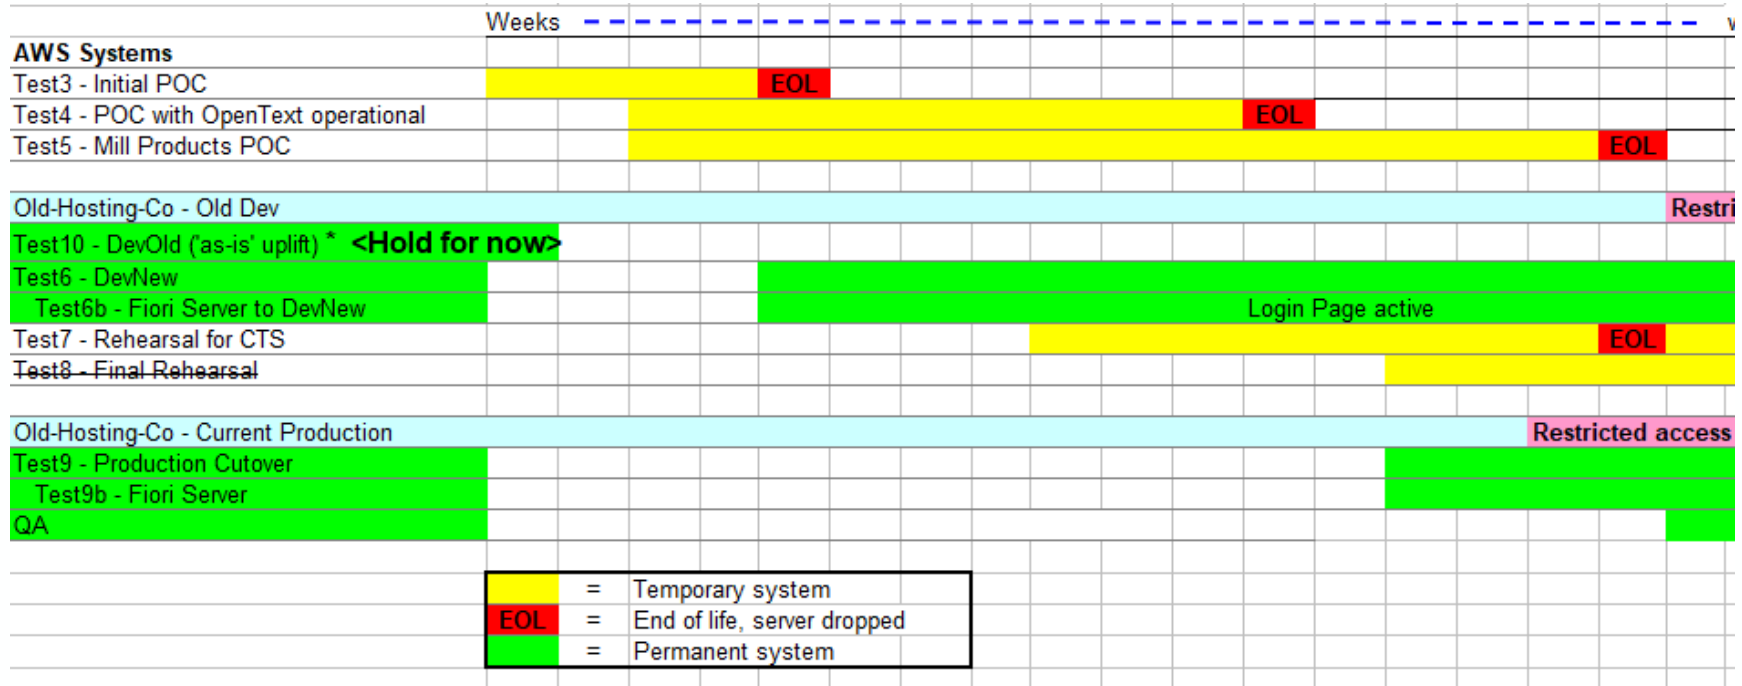 Weeks
AWS Systems
Test3 - Initial POC EOL
Test4 - POC with OpenText operational EOL
Test5 - Mill Products POC EOL
Old-Hosting-Co - Old Dev Restri
Test10 - DevOld ('as-is' uplift) * <Hold for now>
Test6 - DevNew
Test6b - Fiori Server to DevNew Login Page active
Test7 - Rehearsal for CTS EOL
Test8 - Final Rehearsal
Old-Hosting-Co - Current Production Restricted access
Test9 - Production Cutover
Test9b - Fiori Server
QA
= Temporary system
EOL = End of life, server dropped
= Permanent system